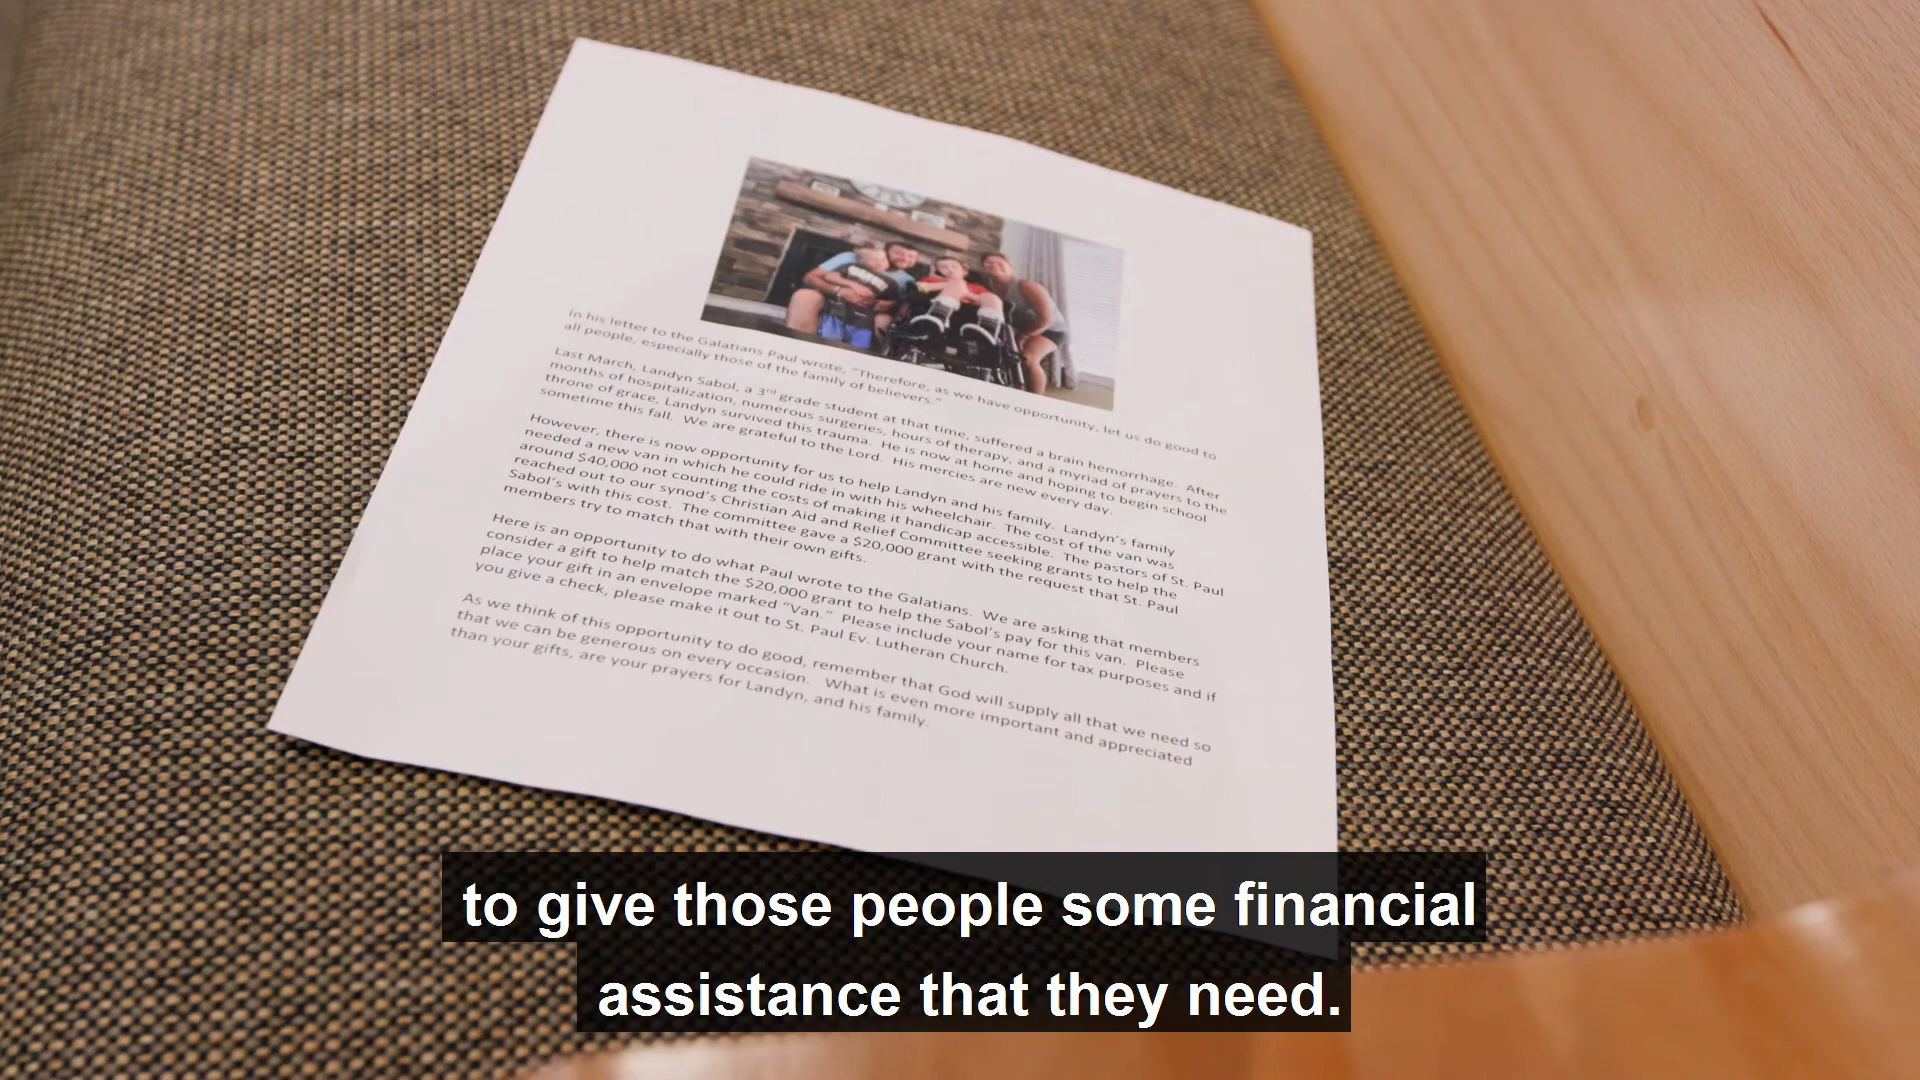 In his letter to the Galatians Paul wrote, "Therefore, as we have opportunity, let us do good to
all people, especially those of the family of believers."
Last March, Landyn Sabol, a 3rd grade student at that time, suffered a brain hemorrhage. After
months of hospitalization, numerous surgeries, hours of therapy, and a myriad of prayers to the
throne of grace, Landyn survived this trauma. He is now at home and hoping to begin school
sometime this fall. We are grateful to the Lord. His mercies are new every day.
However, there is now opportunity for us to help Landyn and his family. Landyn's family
needed a new van in which he could ride in with his wheelchair. The cost of the van was
around $40,000 not counting the costs of making it handicap accessible. The pastors of St. Paul
reached out to our synod's Christian Aid and Relief Committee seeking grants to help the
Sabol's with this cost. The committee gave a $20,000 grant with the request that St. Paul
members try to match that with their own gifts.
Here is an opportunity to do what Paul wrote to the Galatians. We are asking that members
consider a gift to help match the $20,000 grant to help the Sabol's pay for this van. Please
place your gift in an envelope marked "Van." Please include your name for tax purposes and if
you give a check, please make it out to St. Paul Ev. Lutheran Church.
As we think of this opportunity to do good, remember that God will supply all that we need so
that we can be generous on every occasion. What is even more important and appreciated
than your gifts, are your prayers for Landyn, and his family.
to give those people some financial
assistance that they need.